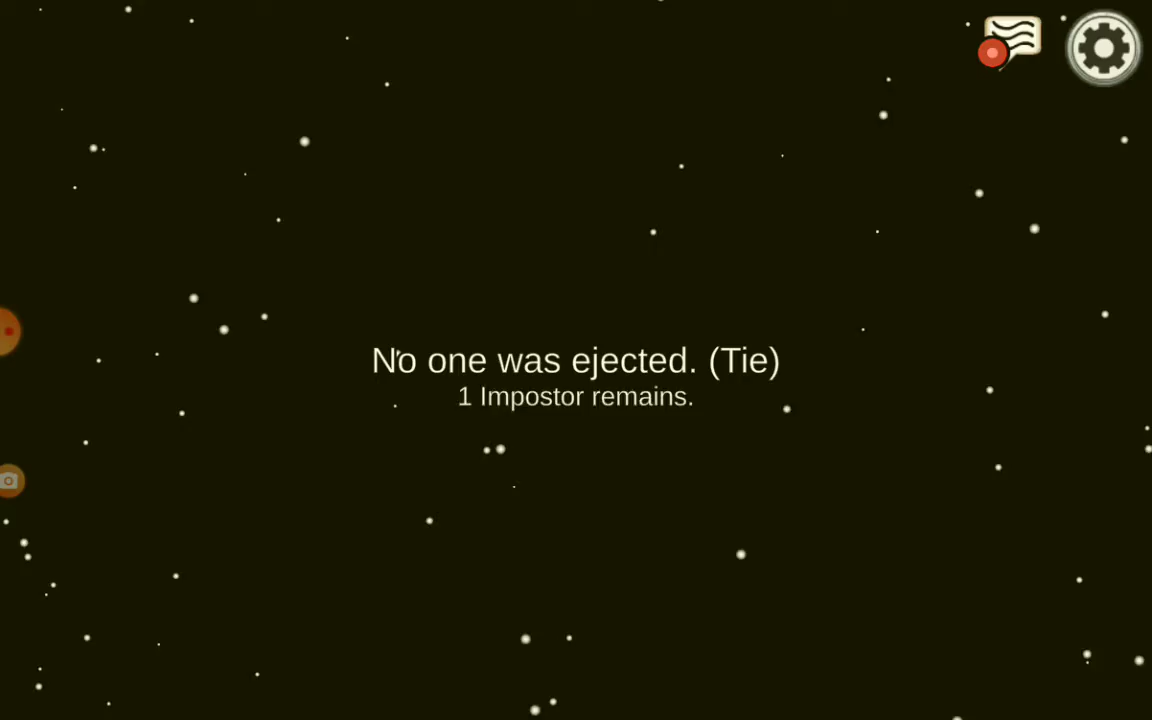 No one was ejected. (Tie)
1 Impostor remains.